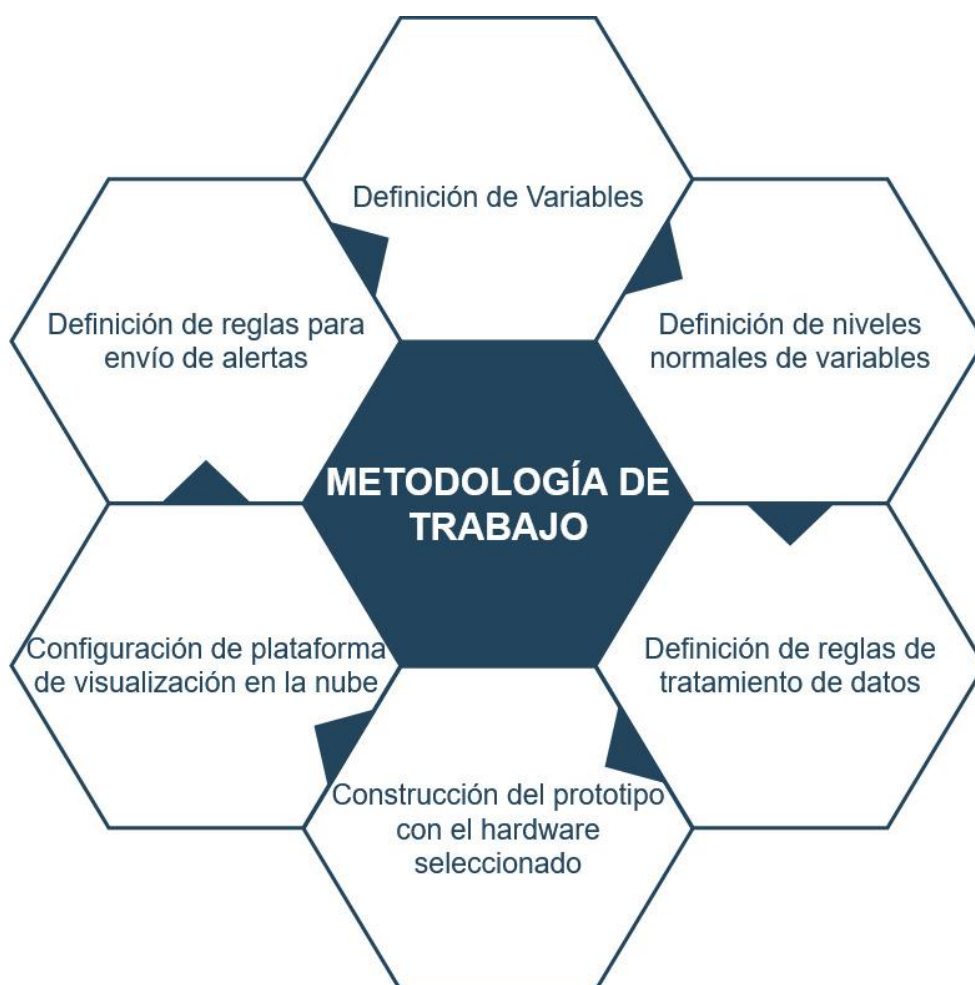 Definición de Variables
Definición de niveles
normales de variables
Definición de reglas de
tratamiento de datos
Construcción del prototipo
con el hardware
seleccionado
Configuración de plataforma
de visualización en la nube
Definición de reglas para
envío de alertas
METODOLOGÍA DE
TRABAJO